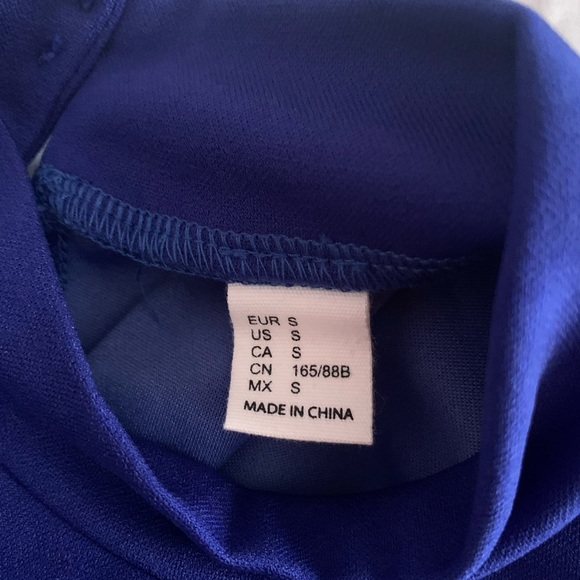 EUR S
US S
CA S
CN 165/88B
MX S
MADE IN CHINA